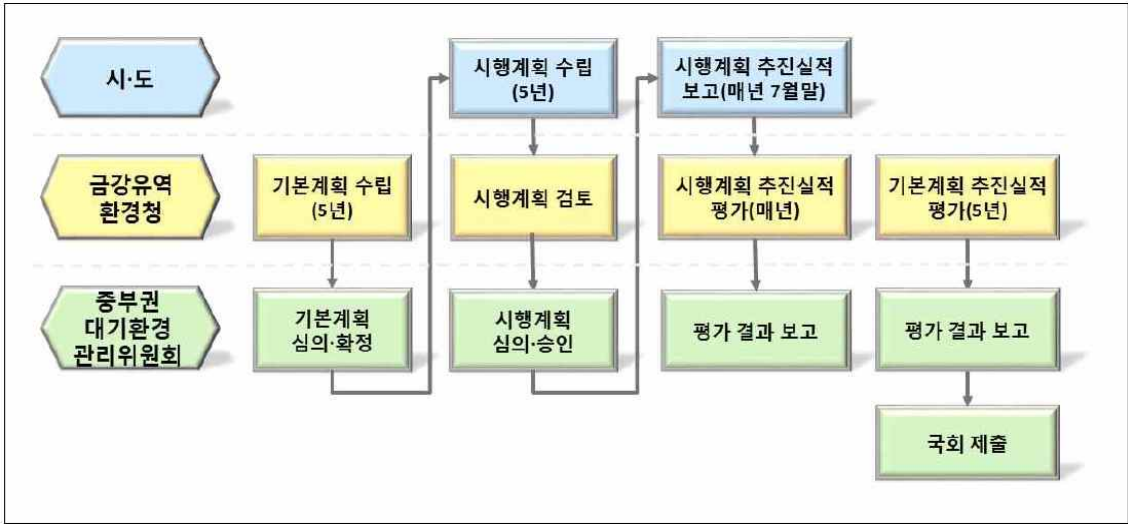 시·도
시행계획 수립
(5년)
시행계획 추진실적
보고(매년 7월말)
금강유역
환경청
기본계획 수립
(5년)
시행계획 검토
시행계획 추진실적
평가(매년)
기본계획 추진실적
평가(5년)
중부권
대기환경
관리위원회
기본계획
심의·확정
시행계획
심의·승인
평가 결과 보고
평가 결과 보고
국회 제출